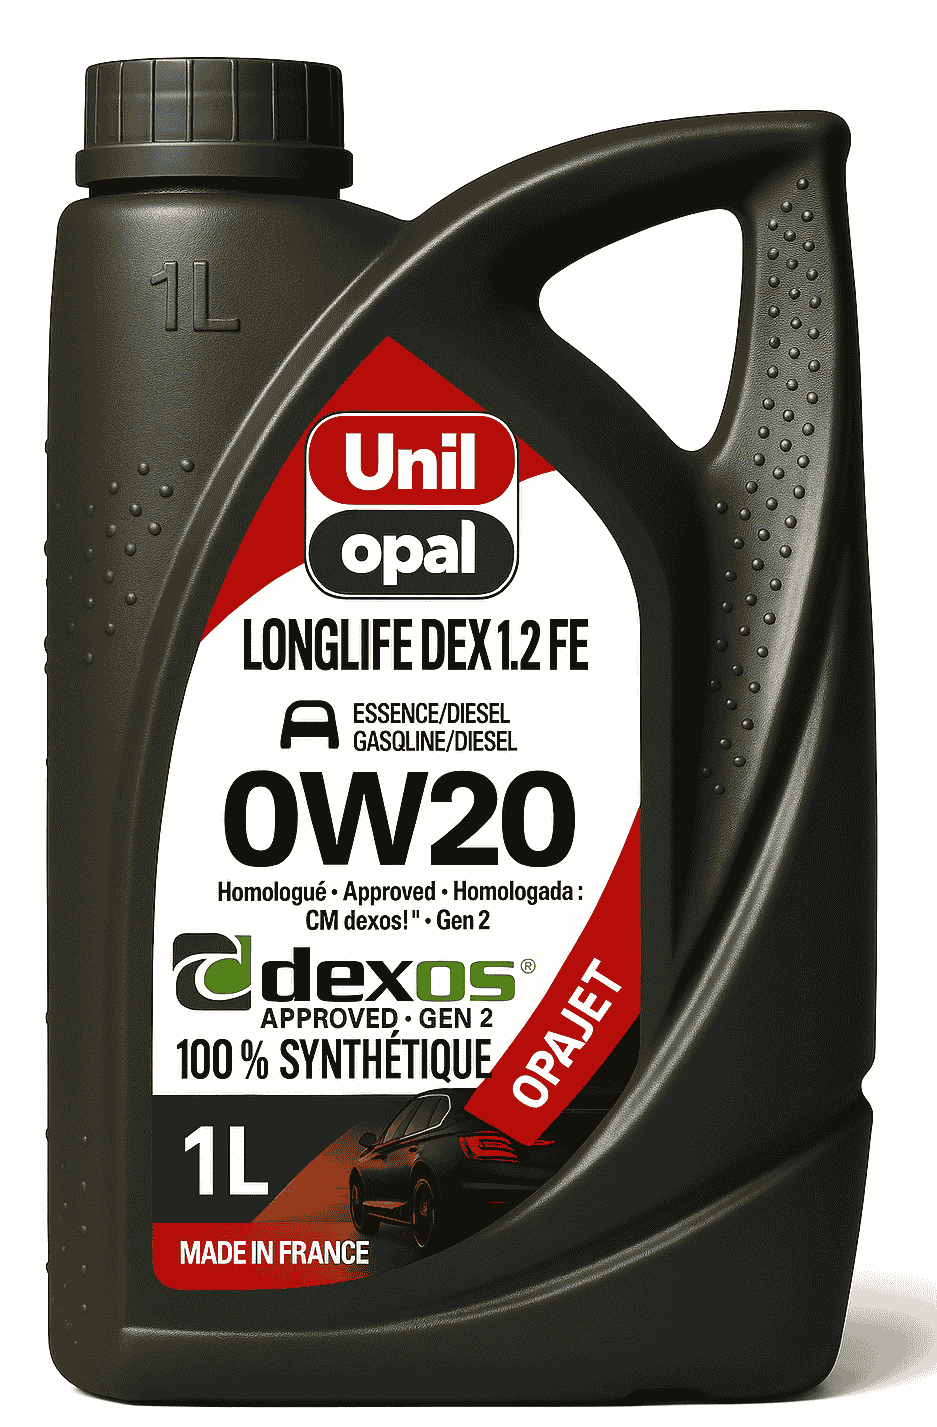 1L
Unil
opal
LONGLIFE DEX 1.2 FE
ESSENCE/DIESEL
GASQLINE/DIESEL
0W20
Homologué · Approved · Homologada :
CM dexos!" · Gen 2
dexos®
APPROVED · GEN 2
100 % SYNTHÉTIQUE
OPAJET
1L
MADE IN FRANCE